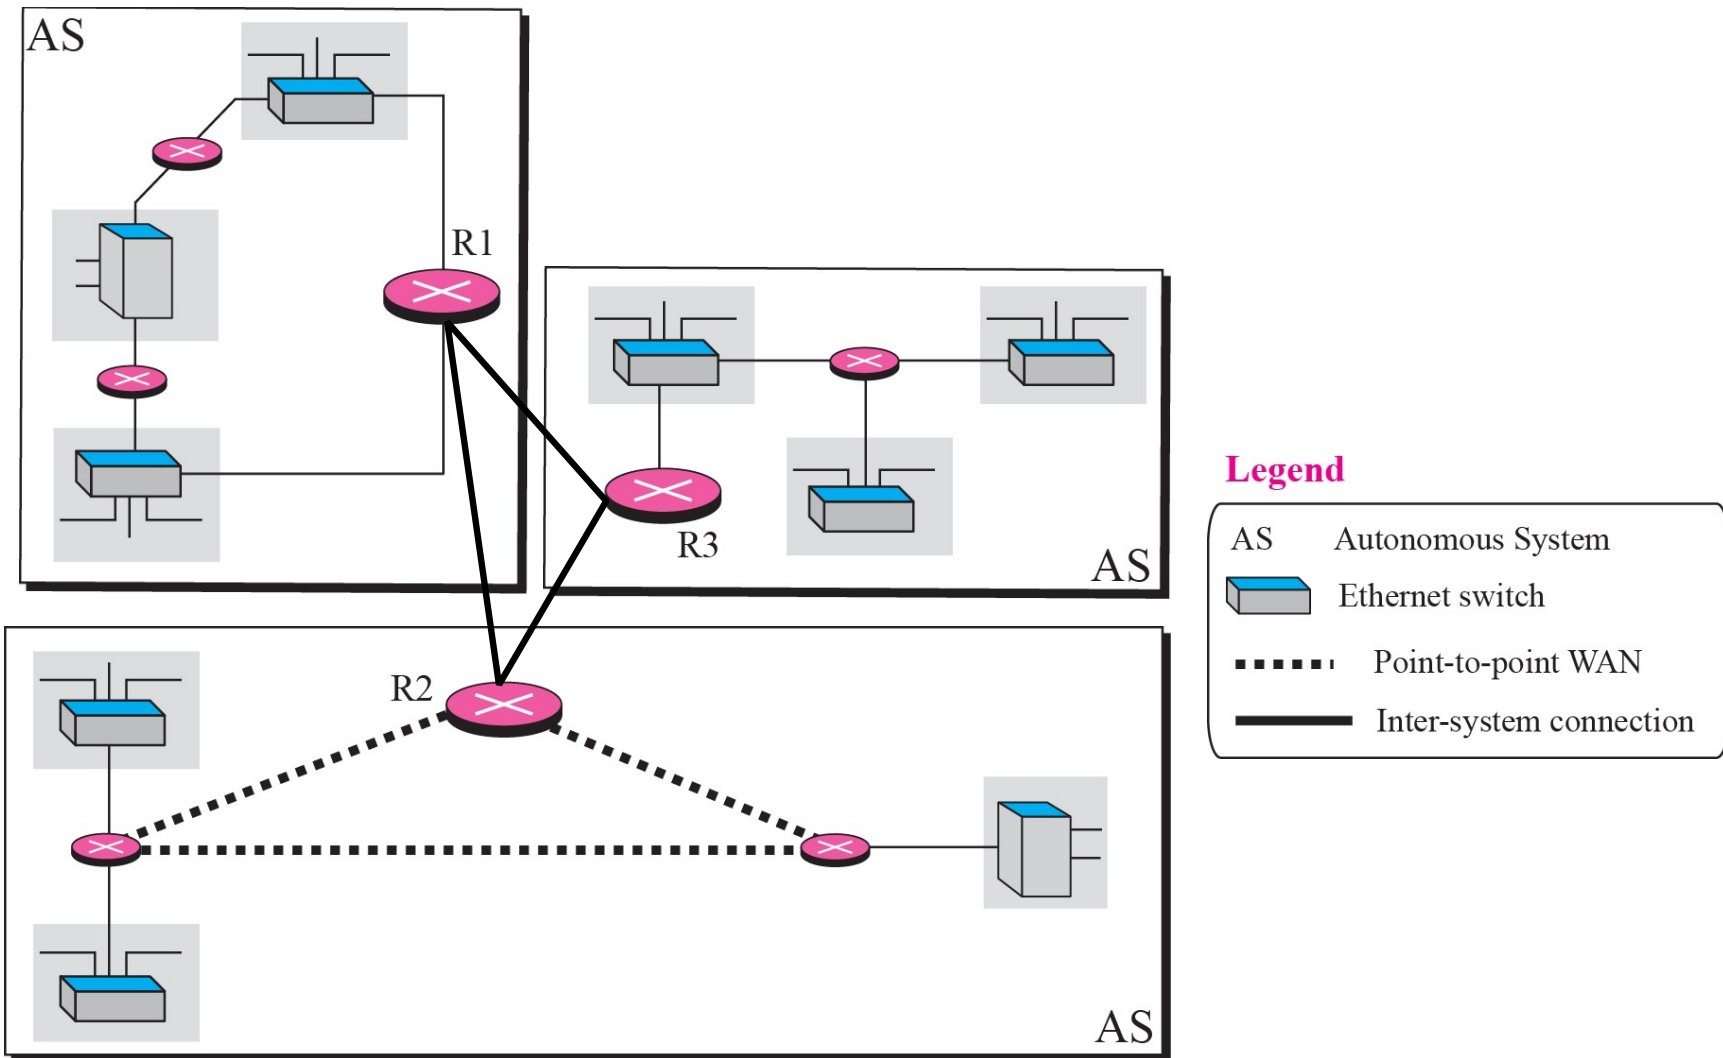 AS
R1
R3
AS
R2
AS
Legend
AS Autonomous System
Ethernet switch
Point-to-point WAN
Inter-system connection